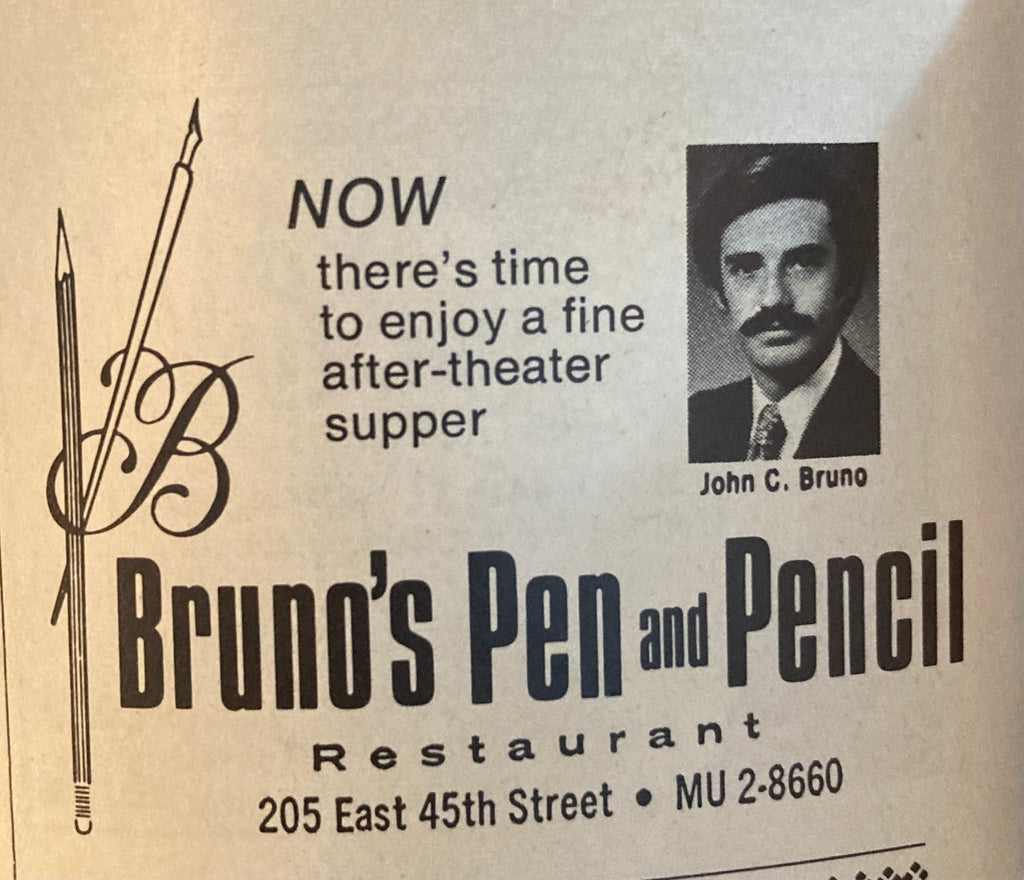 NOW
there's time
to enjoy a fine
after-theater
supper
John C. Bruno
B
Bruno's Pen and Pencil
Restaurant
205 East 45th Street • MU 2-8660